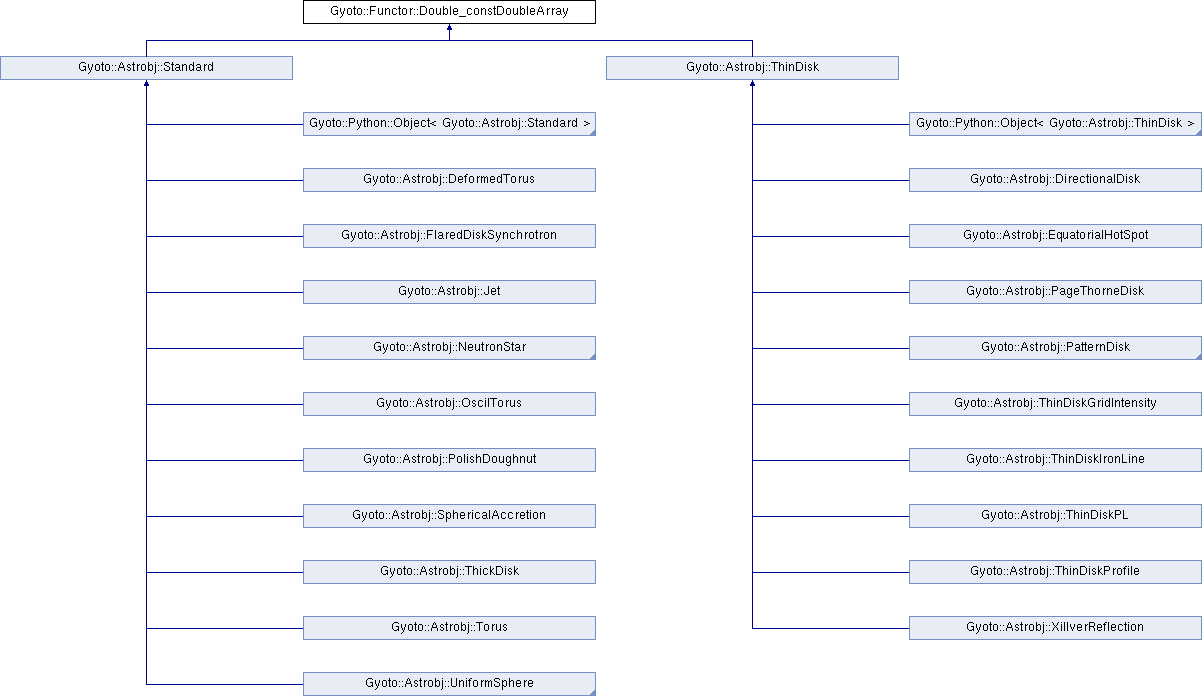 Gyoto::Functor::Double_constDoubleArray
Gyoto::Astrobj::Standard
Gyoto::Astrobj::ThinDisk
Gyoto::Python::Object< Gyoto::Astrobj::Standard >
Gyoto::Python::Object< Gyoto::Astrobj::ThinDisk >
Gyoto::Astrobj::DeformedTorus
Gyoto::Astrobj::DirectionalDisk
Gyoto::Astrobj::FlaredDiskSynchrotron
Gyoto::Astrobj::EquatorialHotSpot
Gyoto::Astrobj::Jet
Gyoto::Astrobj::PageThorneDisk
Gyoto::Astrobj::NeutronStar
Gyoto::Astrobj::PatternDisk
Gyoto::Astrobj::OscilTorus
Gyoto::Astrobj::ThinDiskGridIntensity
Gyoto::Astrobj::PolishDoughnut
Gyoto::Astrobj::ThinDiskIronLine
Gyoto::Astrobj::SphericalAccretion
Gyoto::Astrobj::ThinDiskPL
Gyoto::Astrobj::ThickDisk
Gyoto::Astrobj::ThinDiskProfile
Gyoto::Astrobj::Torus
Gyoto::Astrobj::XillverReflection
Gyoto::Astrobj::UniformSphere